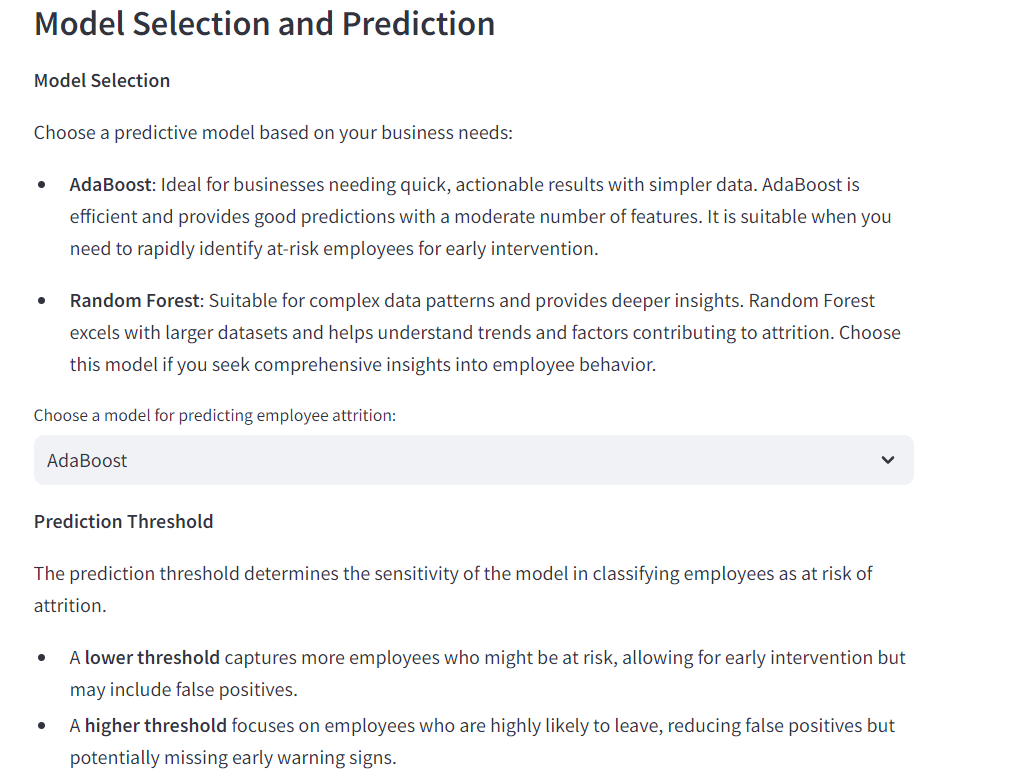 Model Selection and Prediction
Model Selection
Choose a predictive model based on your business needs:
• AdaBoost: Ideal for businesses needing quick, actionable results with simpler data. AdaBoost is
efficient and provides good predictions with a moderate number of features. It is suitable when you
need to rapidly identify at-risk employees for early intervention.
• Random Forest: Suitable for complex data patterns and provides deeper insights. Random Forest
excels with larger datasets and helps understand trends and factors contributing to attrition. Choose
this model if you seek comprehensive insights into employee behavior.
Choose a model for predicting employee attrition:
AdaBoost
Prediction Threshold
The prediction threshold determines the sensitivity of the model in classifying employees as at risk of
attrition.
• A lower threshold captures more employees who might be at risk, allowing for early intervention but
may include false positives.
• A higher threshold focuses on employees who are highly likely to leave, reducing false positives but
potentially missing early warning signs.